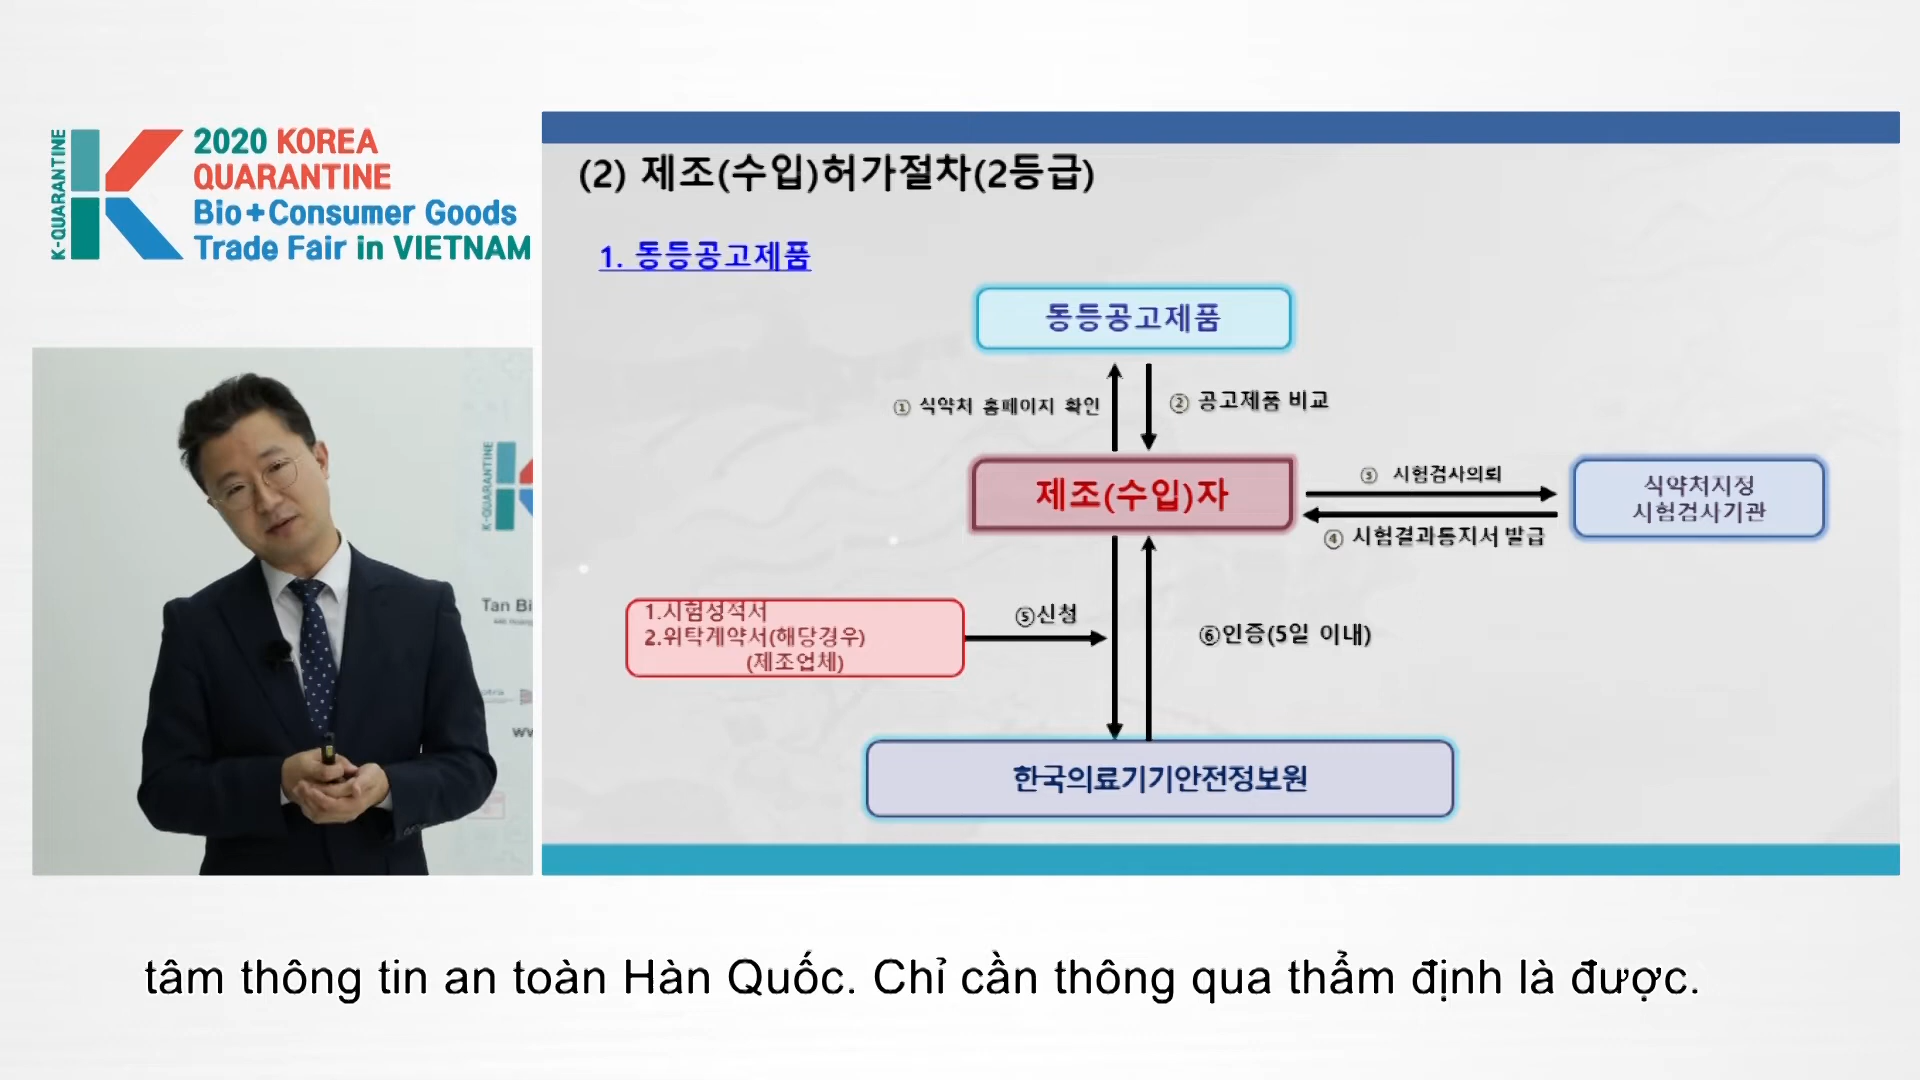 K-QUARANTINE
2020 KOREA
QUARANTINE
Bio+Consumer Goods
Trade Fair in VIETNAM
(2) 제조(수입)허가절차(2등급)
1. 동등공고제품
동등공고제품
① 식약처 홈페이지 확인
② 공고제품 비교
제조(수입)자
③ 시험검사의뢰
④ 시험결과통지서 발급
식약처지정
시험검사기관
1.시험성적서
2.위탁계약서(해당경우)
(제조업체)
⑤신청
⑥인증(5일 이내)
한국의료기기안전정보원
K-QUARANTINE
Tan Bi
tâm thông tin an toàn Hàn Quốc. Chỉ cần thông qua thẩm định là được.